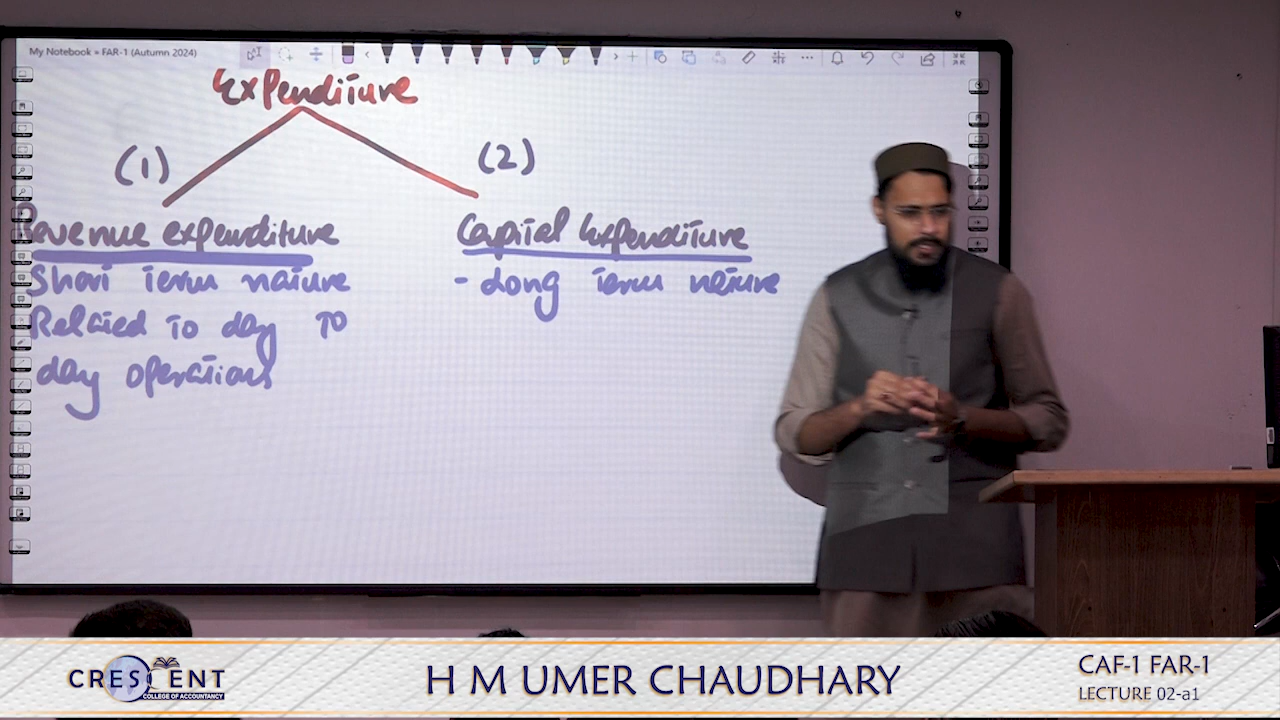 My Notebook = FAR-1 (Autumn 2024)
Expenditure
(1)
(2)
Revenue expenditure
Short term nature
Related to day to
day operations
Capital Expenditure
- Long term nature
CRESCENT
COLLEGE OF ACCOUNTANCY
H M UMER CHAUDHARY
CAF-1 FAR-1
LECTURE 02-a1